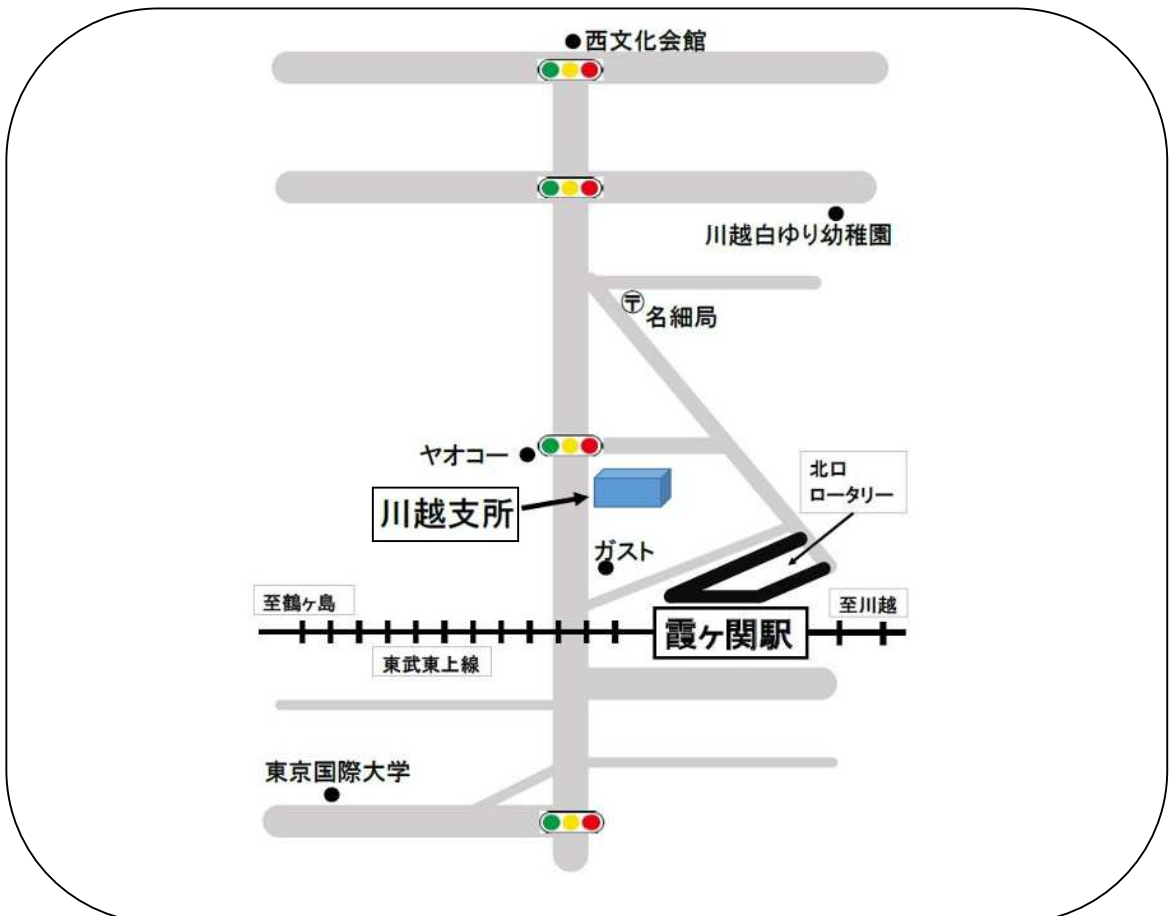 西文化会館
川越白ゆり幼稚園
〒
名細局
ヤオコー
北口
ロータリー
川越支所
ガスト
至鶴ヶ島
至川越
霞ヶ関駅
東武東上線
東京国際大学